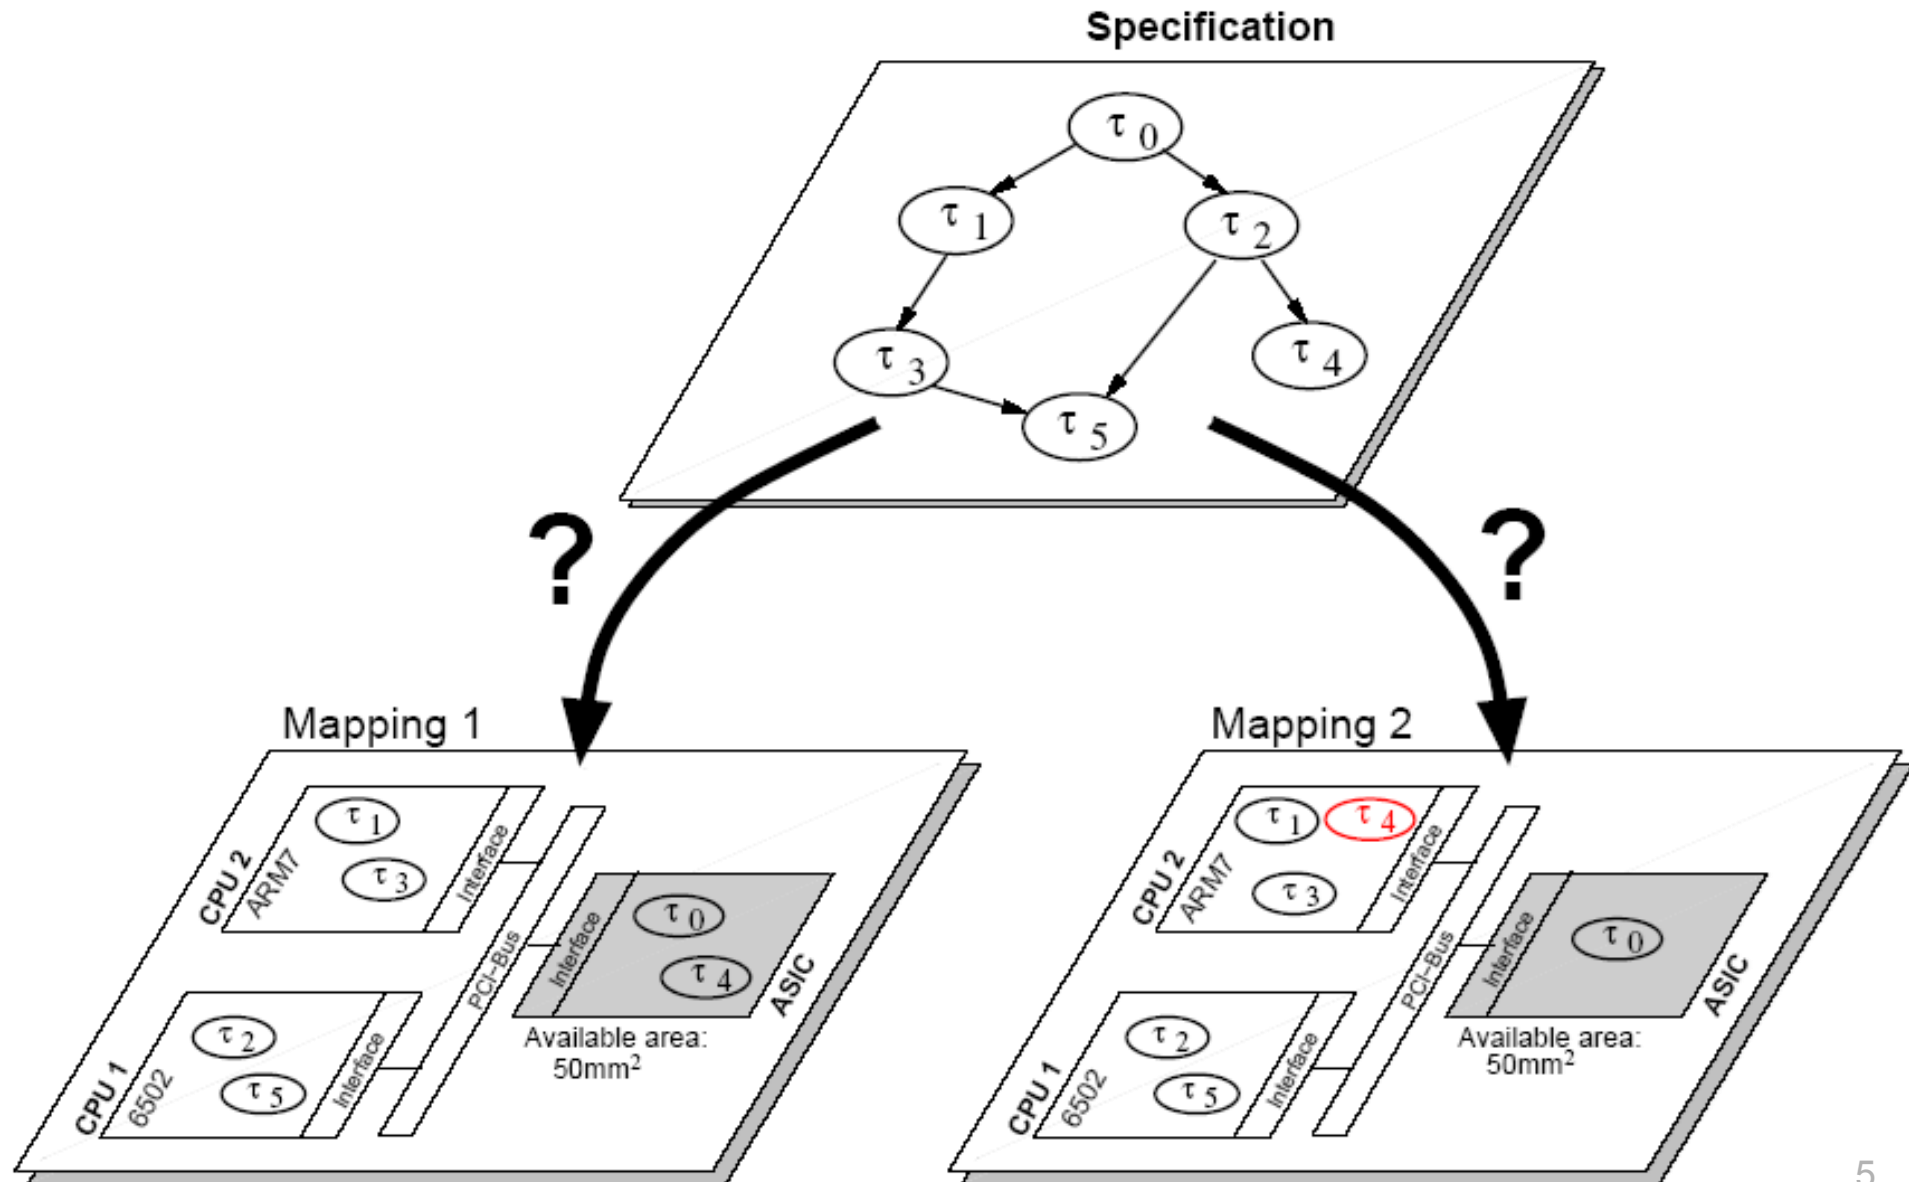 Specification
τ 0
τ 1
τ 2
τ 3
τ 4
τ 5
?
?
Mapping 1
CPU 2
ARM7
τ 1
τ 3
Interface
PCI-Bus
Interface
τ 0
τ 4
ASIC
Available area:
50mm²
CPU 1
6502
τ 2
τ 5
Interface
Mapping 2
CPU 2
ARM7
τ 1
τ 4
τ 3
Interface
PCI-Bus
Interface
τ 0
ASIC
Available area:
50mm²
CPU 1
6502
τ 2
τ 5
Interface
5